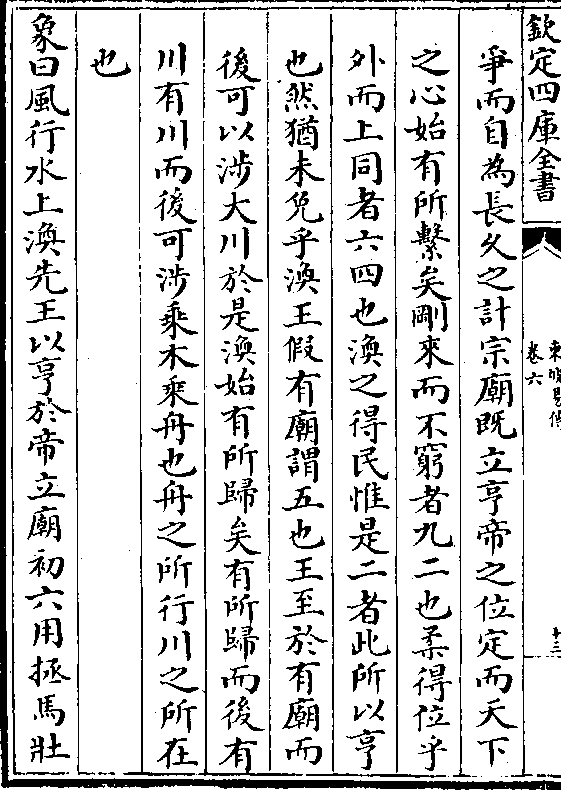 欽定四庫全書
東坡易傳
卷六
十三
爭而自為長久之計宗廟既立亨帝之位定而天下
之心始有所繫矣剛來而不窮者九二也柔得位乎
外而上同者六四也渙之得民惟是二者此所以亨
也然猶未免乎渙王假有廟謂五也王至於有廟而
後可以涉大川於是渙始有所歸矣有所歸而後有
川有川而後可涉乘木乘舟也舟之所行川之所在
也
象曰風行水上渙先王以亨於帝立廟初六用拯馬壯